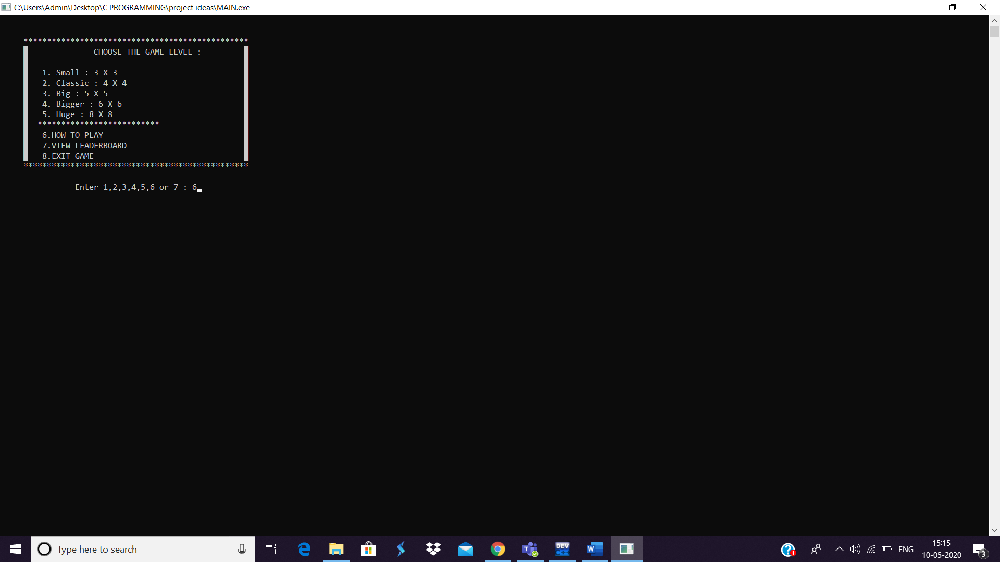 C:\Users\Admin\Desktop\C PROGRAMMING\project ideas\MAIN.exe
************************************************
CHOOSE THE GAME LEVEL :
1. Small : 3 X 3
2. Classic : 4 X 4
3. Big : 5 X 5
4. Bigger : 6 X 6
5. Huge : 8 X 8
**************************
6.HOW TO PLAY
7.VIEW LEADERBOARD
8.EXIT GAME
************************************************
Enter 1,2,3,4,5,6 or 7 : 6
Type here to search
DEV
C++
ENG
15:15
10-05-2020
3